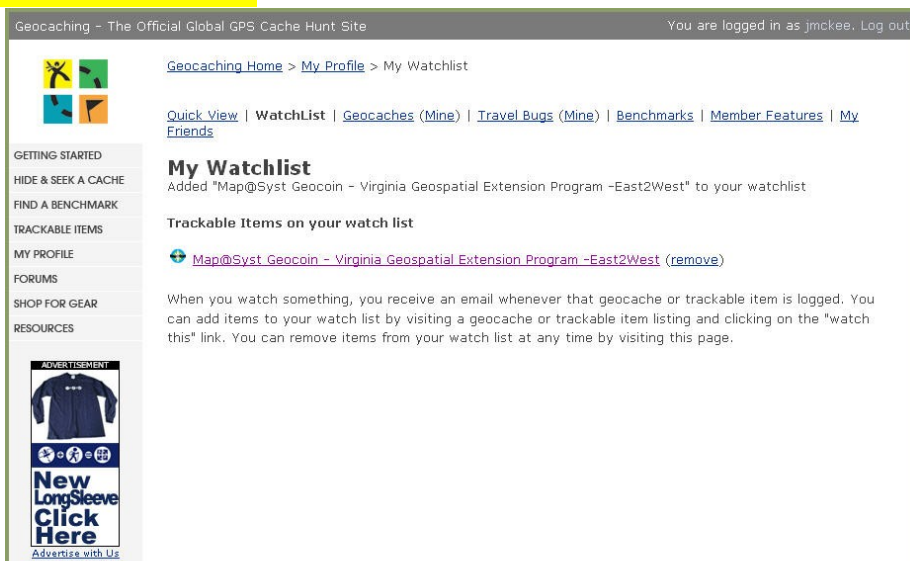 Geocaching - The Official Global GPS Cache Hunt Site
You are logged in as jmckee. Log out
Geocaching Home > My Profile > My Watchlist
Quick View | WatchList | Geocaches (Mine) | Travel Bugs (Mine) | Benchmarks | Member Features | My
Friends
GETTING STARTED
HIDE & SEEK A CACHE
FIND A BENCHMARK
TRACKABLE ITEMS
MY PROFILE
FORUMS
SHOP FOR GEAR
RESOURCES
My Watchlist
Added "Map@Syst Geocoin - Virginia Geospatial Extension Program -East2West" to your watchlist
Trackable Items on your watch list
Map@Syst Geocoin - Virginia Geospatial Extension Program -East2West (remove)
When you watch something, you receive an email whenever that geocache or trackable item is logged. You
can add items to your watch list by visiting a geocache or trackable item listing and clicking on the "watch
this" link. You can remove items from your watch list at any time by visiting this page.
ADVERTISEMENT
New
LongSleeve
Click
Here
Advertise with Us